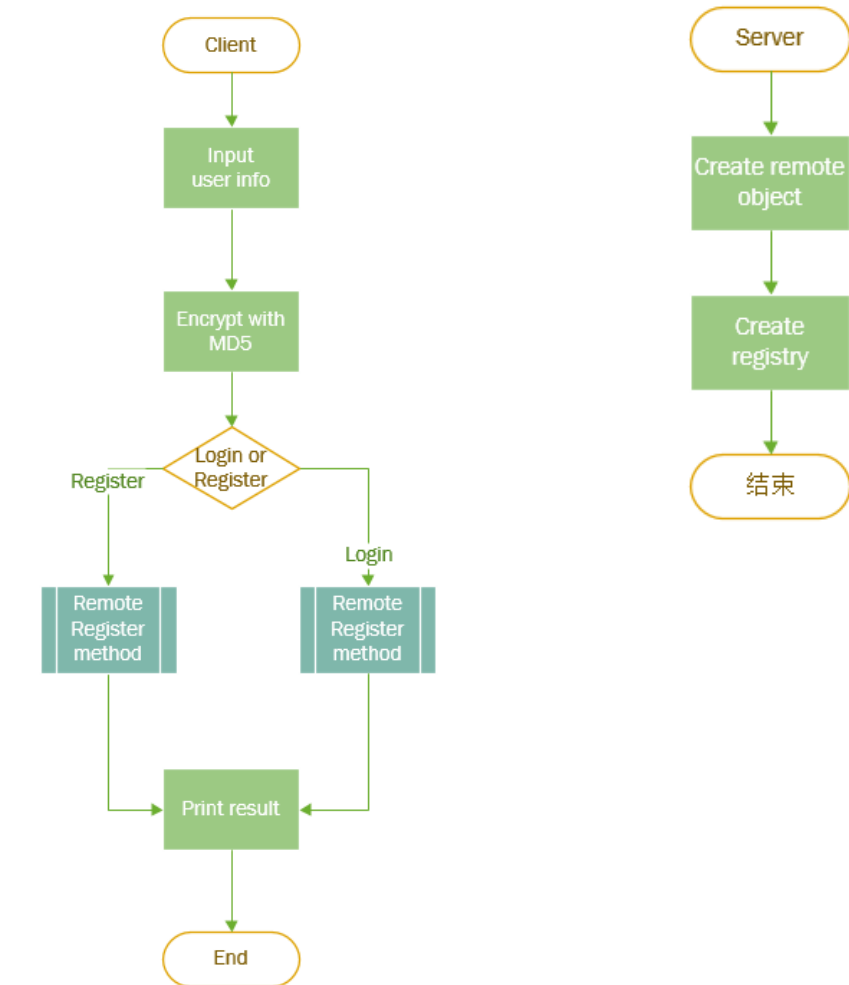 Client
Input
user info
Encrypt with
MD5
Login or
Register
Register
Login
Remote
Register
method
Remote
Register
method
Print result
End
Server
Create remote
object
Create
registry
结束